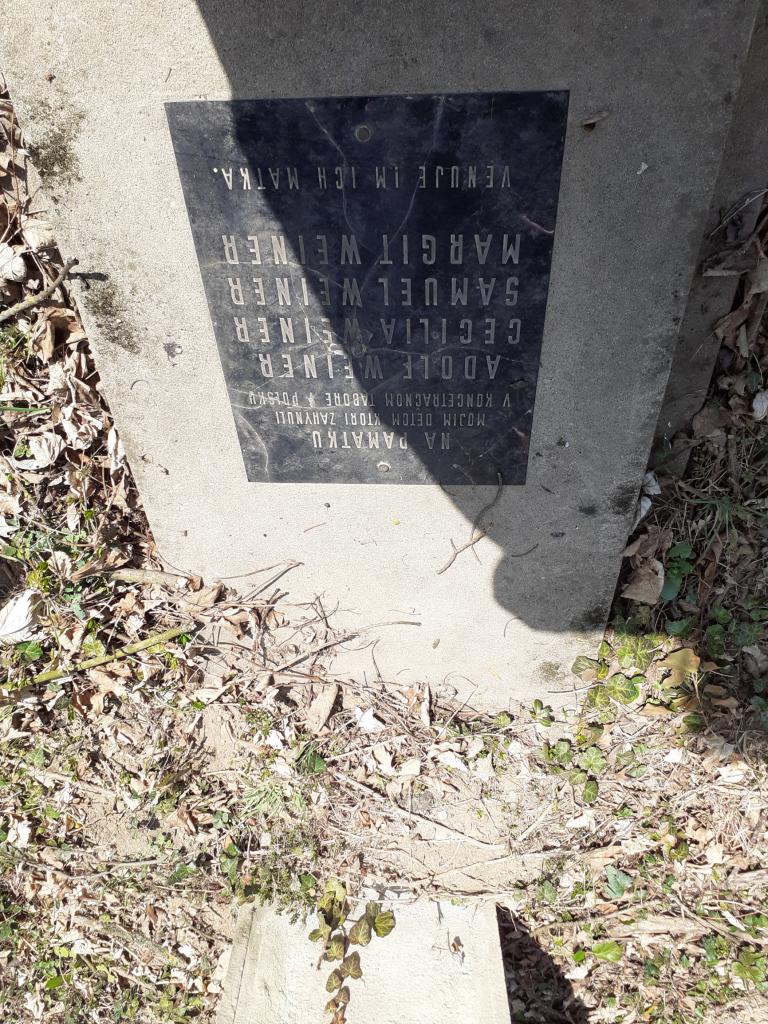 NA PAMATKU
MOJIM DETOM KTORI ZAHYNULI
V KONCETRACNOM TABORE V POLSKU
ADOLF WEINER
CECILIA WEINER
SAMUEL WEINER
MARGIT WEINER
VENUJE IM ICH MATKA.